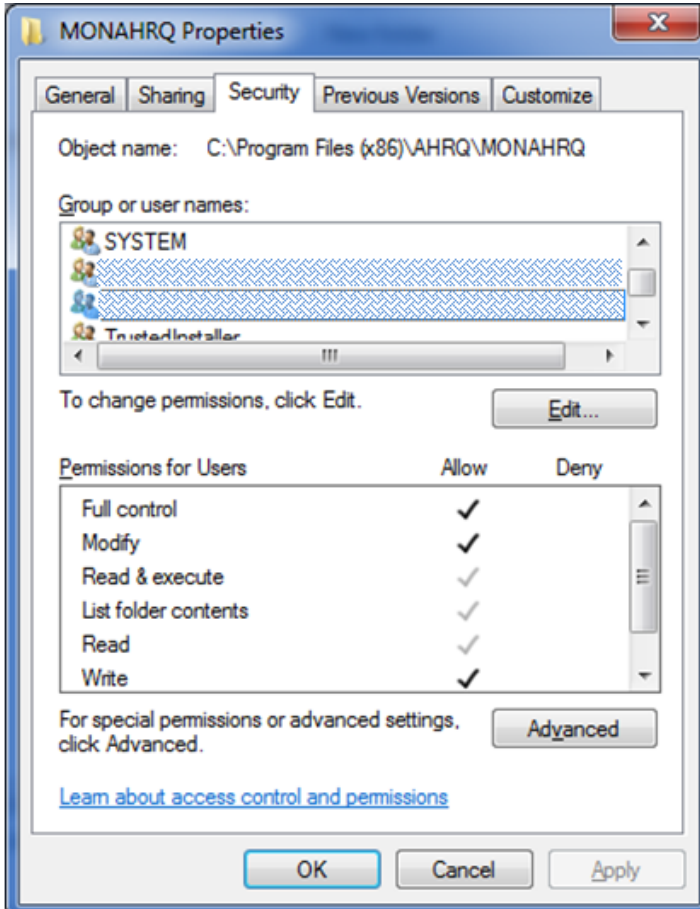 MONAHRQ Properties
General Sharing Security Previous Versions Customize
Object name: C:\Program Files (x86)\AHRQ\MONAHRQ
Group or user names:
SYSTEM
TrustedInstaller
To change permissions, click Edit.
Edit...
Permissions for Users Allow Deny
Full control
Modify
Read & execute
List folder contents
Read
Write
For special permissions or advanced settings,
click Advanced.
Advanced
Learn about access control and permissions
OK Cancel Apply